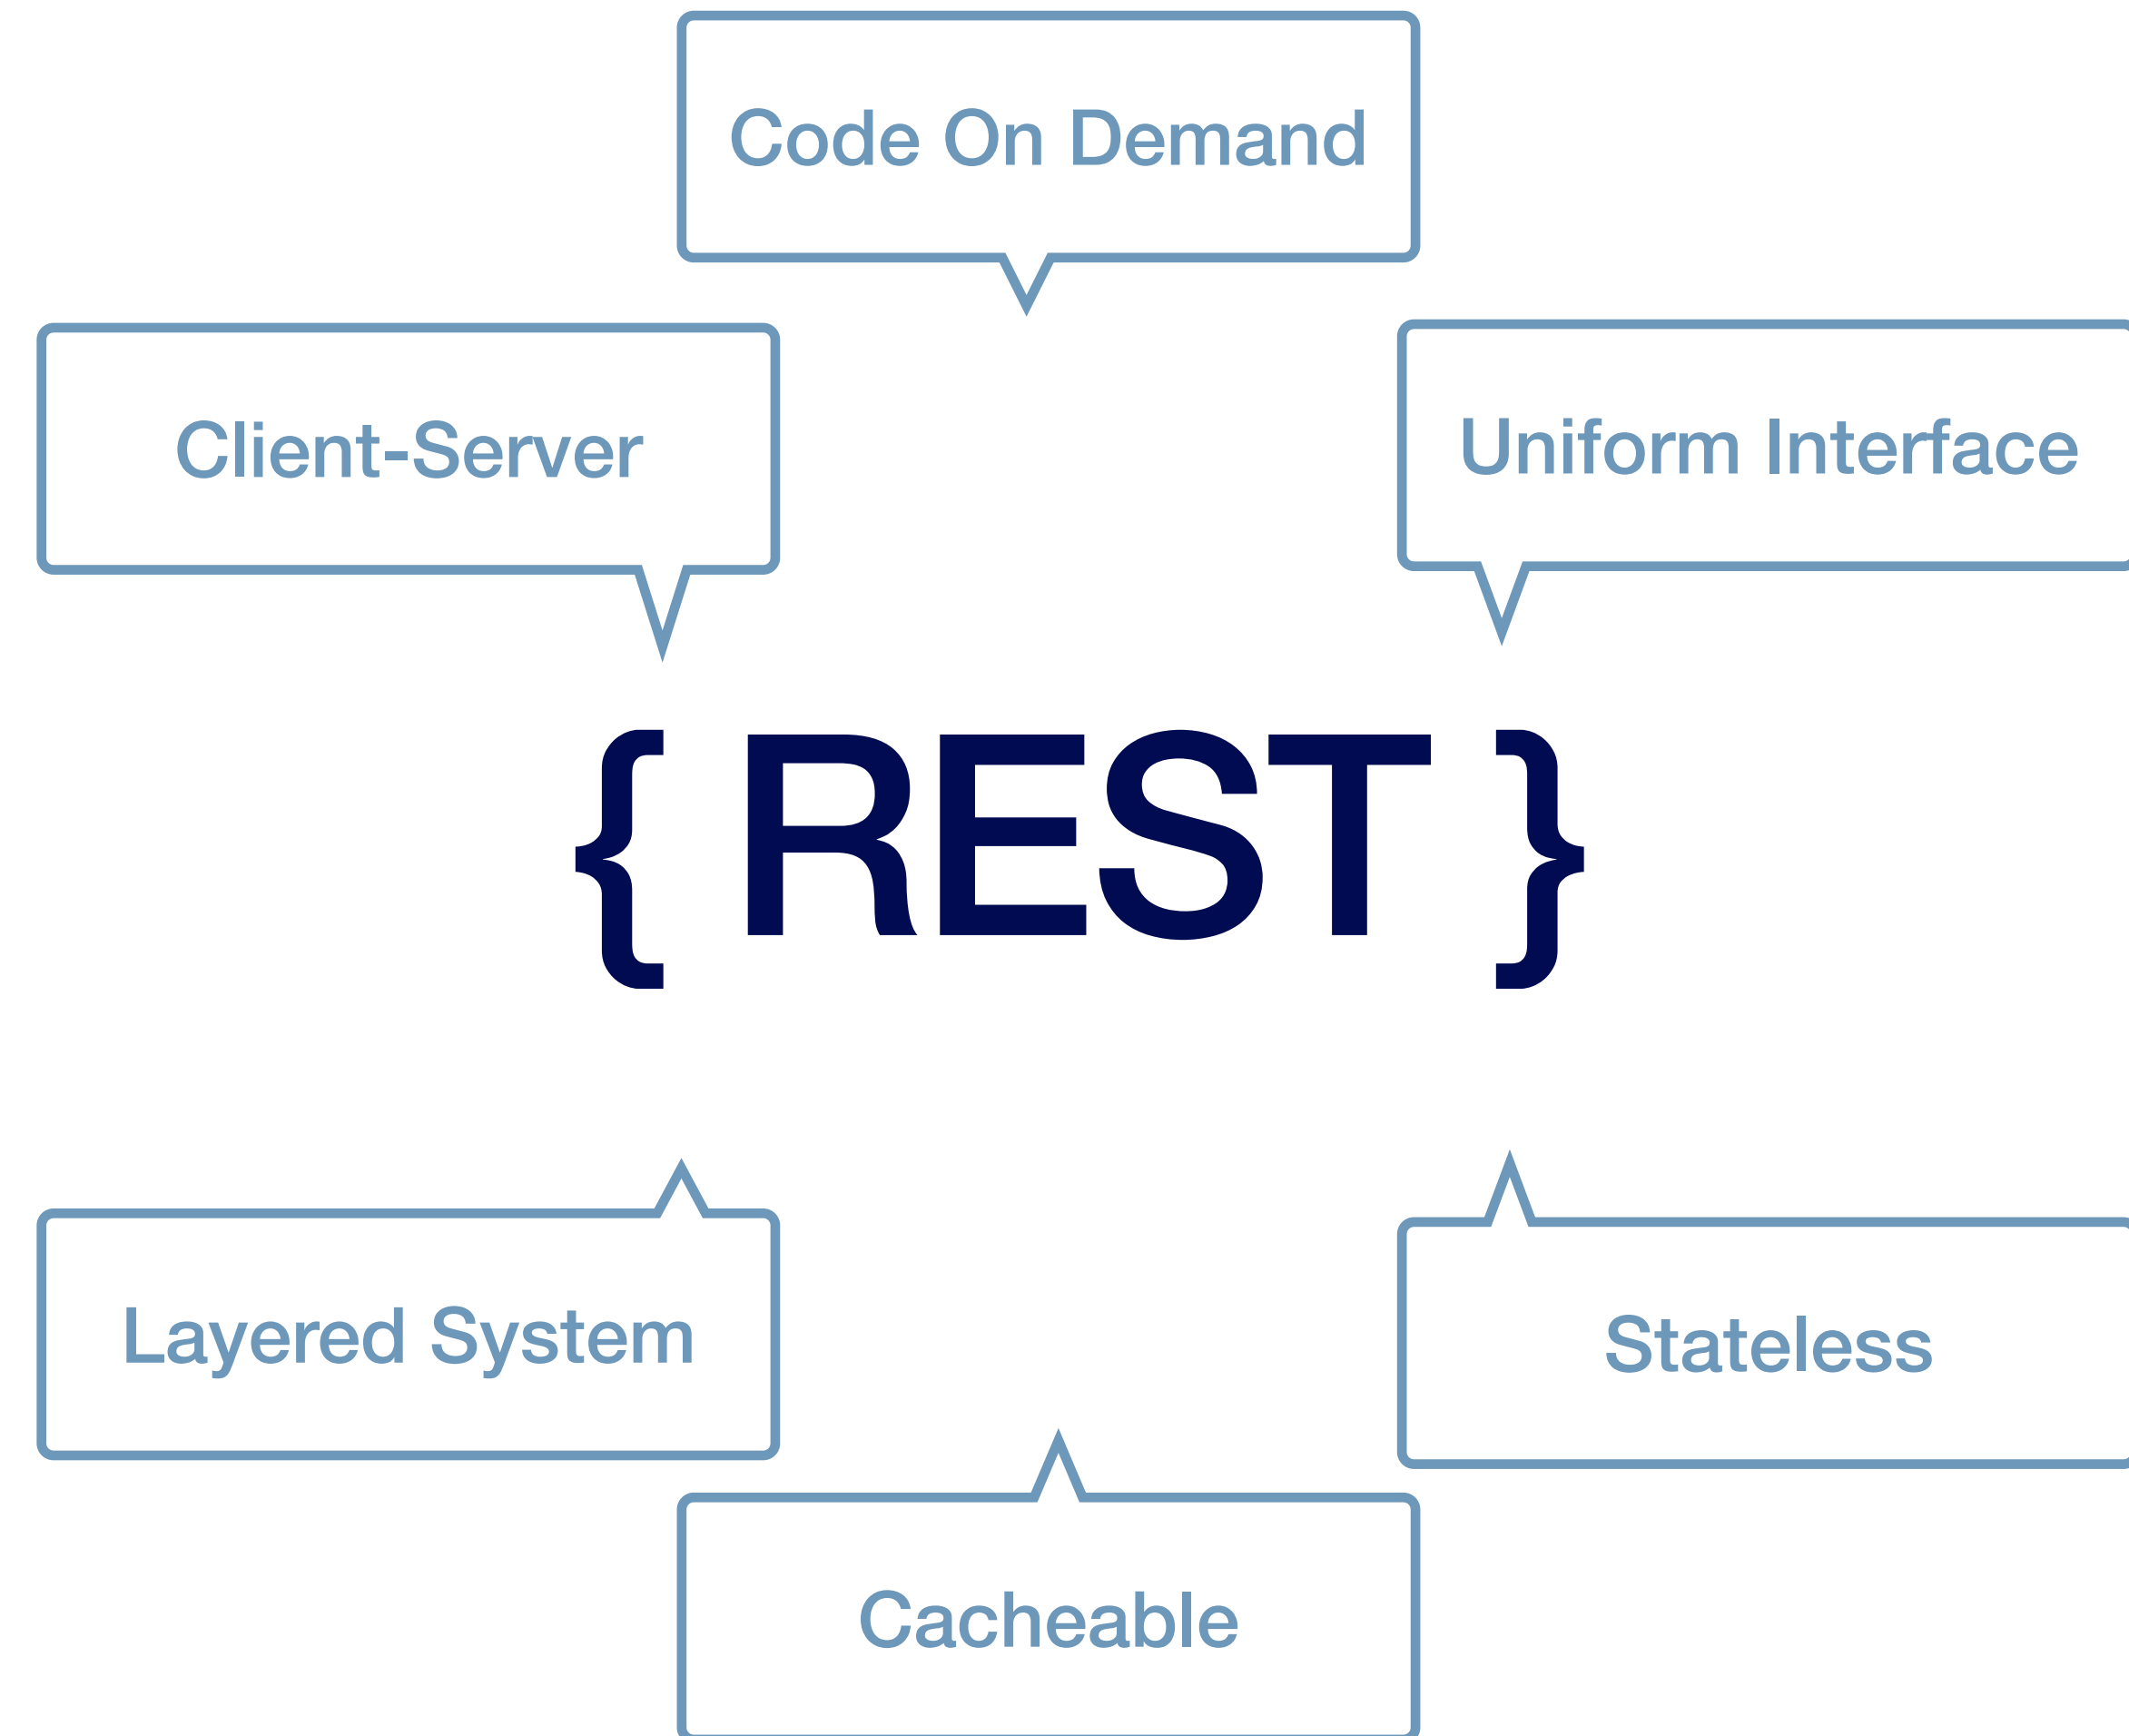 Code On Demand
Client-Server
Uniform Interface
{ REST }
Layered System
Stateless
Cacheable